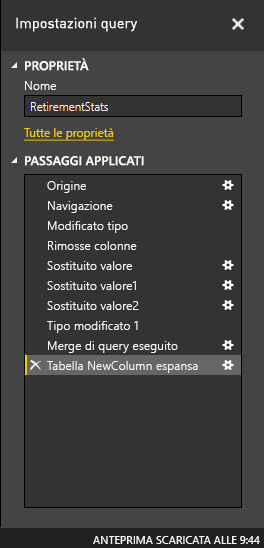 Impostazioni query
PROPRIETÀ
Nome
RetirementStats
Tutte le proprietà
PASSAGGI APPLICATI
Origine
Navigazione
Modificato tipo
Rimosse colonne
Sostituito valore
Sostituito valore1
Sostituito valore2
Tipo modificato 1
Merge di query eseguito
Tabella NewColumn espansa
ANTEPRIMA SCARICATA ALLE 9:44